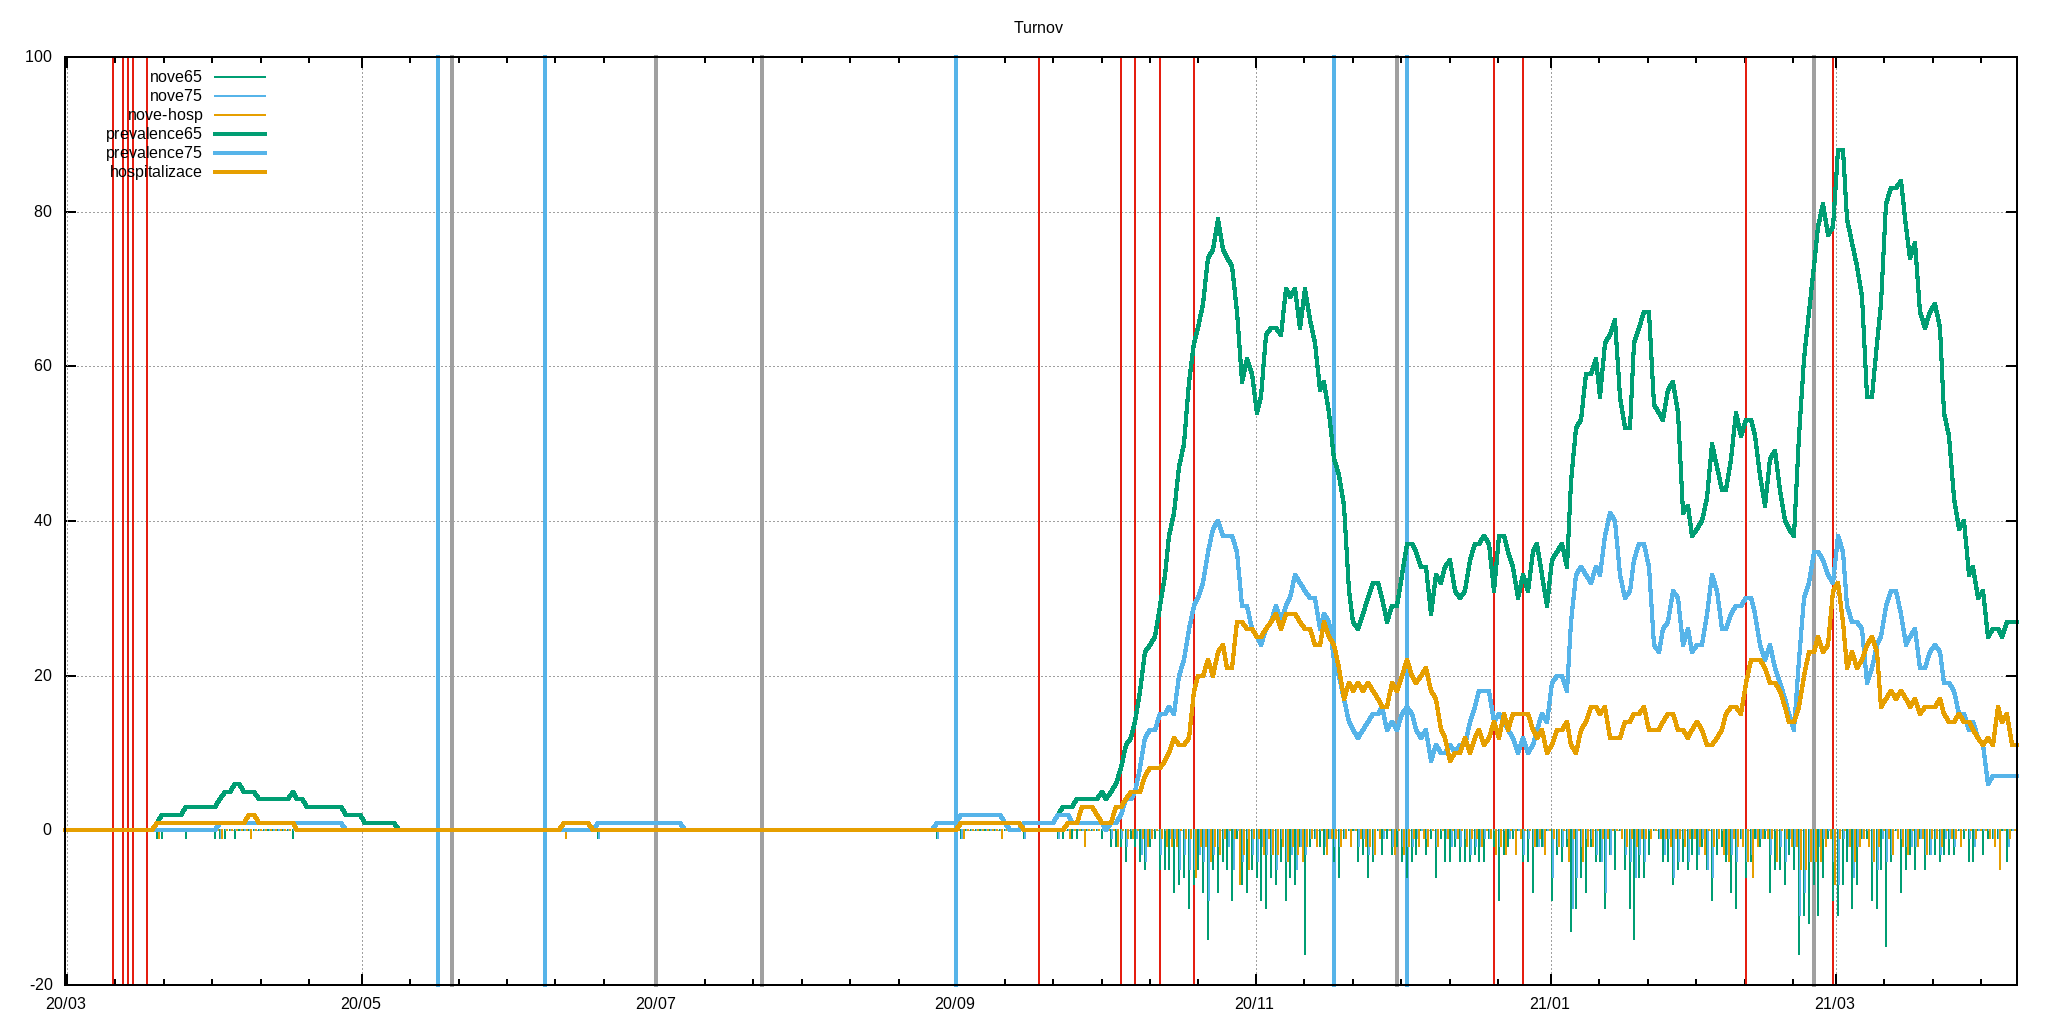 Turnov
100
nove65
nove75
nove-hosp
prevalence65
prevalence75
hospitalizace
80
60
40
20
0
-20
20/03 20/05 20/07 20/09 20/11 21/01 21/03